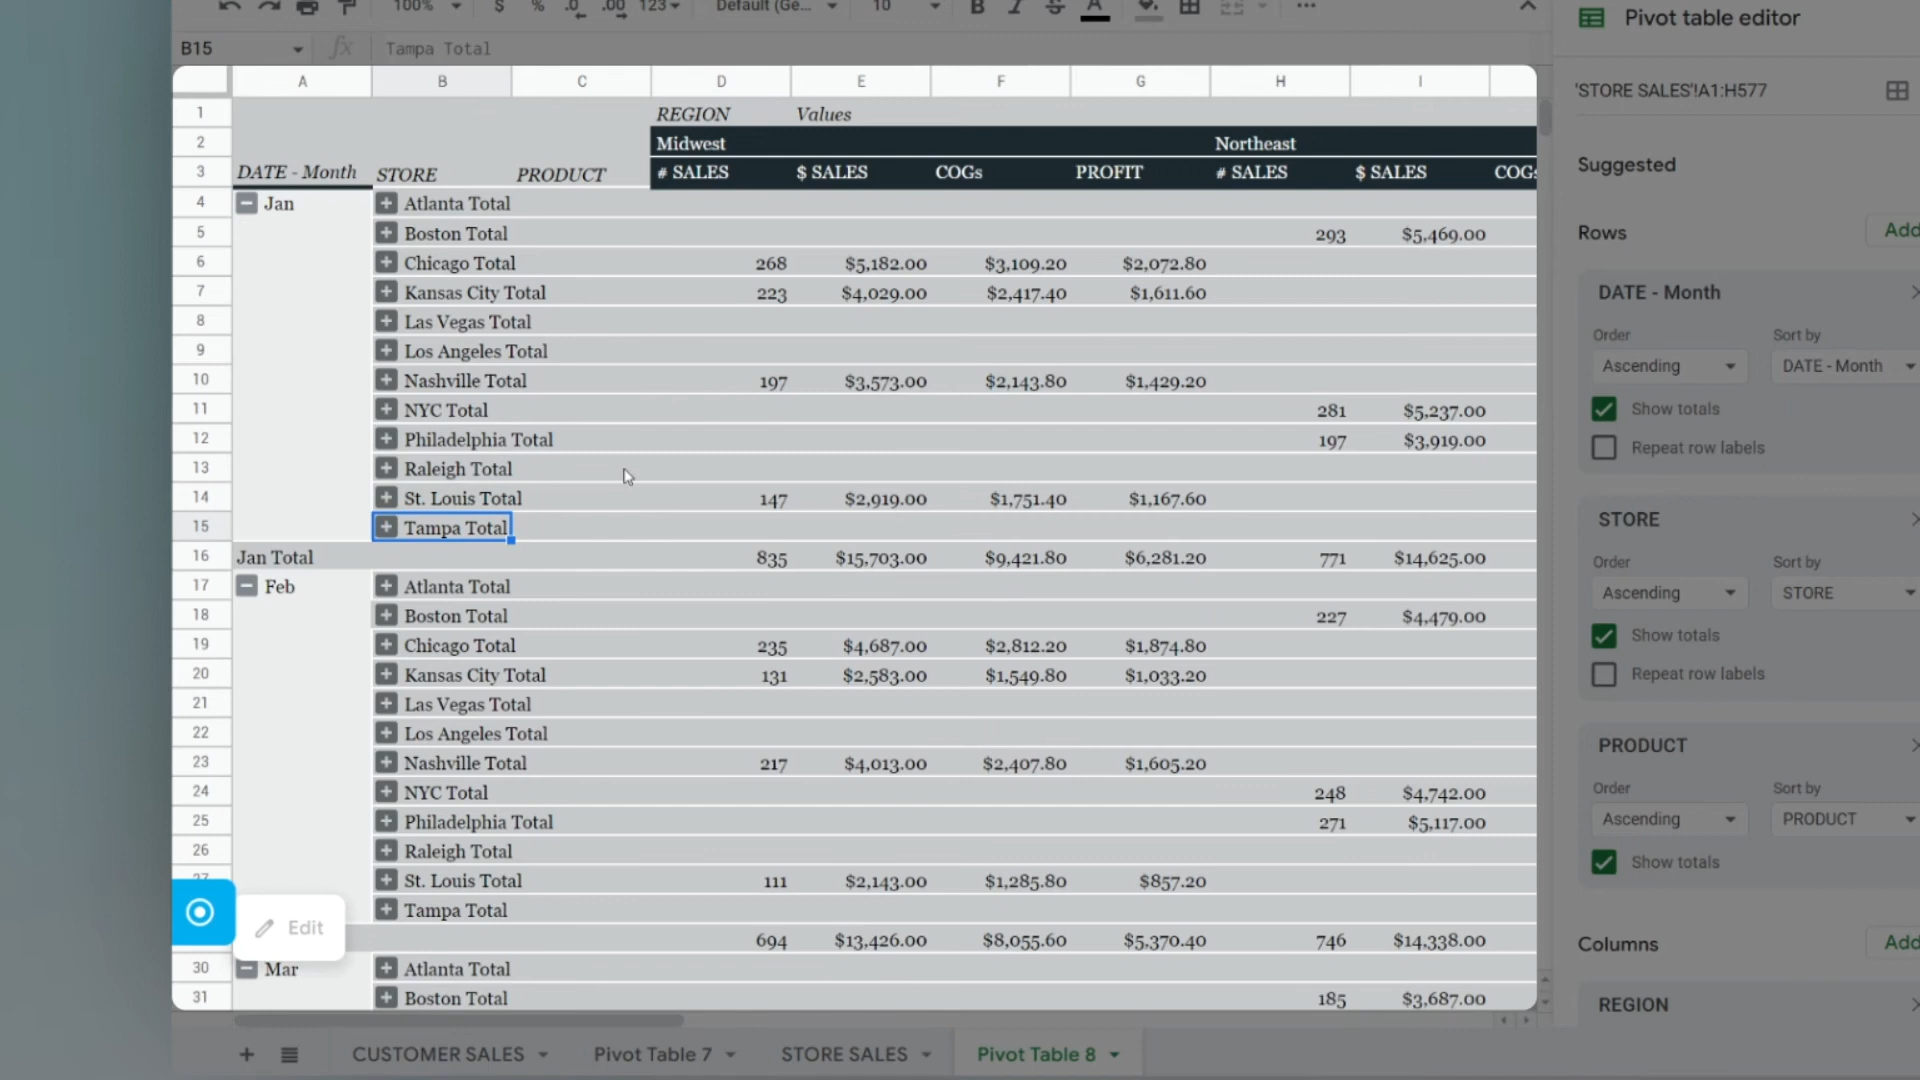 100% $ % .0 .00 123 Default (Ge... 10 B I S A
Pivot table editor
B15 fx Tampa Total
'STORE SALES'!A1:H577
A B C D E F G H I
1 REGION Values
2 Midwest Northeast
3 DATE - Month STORE PRODUCT # SALES $ SALES COGs PROFIT # SALES $ SALES COGs
4 Jan Atlanta Total
5 Boston Total 293 $5,469.00
6 Chicago Total 268 $5,182.00 $3,109.20 $2,072.80
7 Kansas City Total 223 $4,029.00 $2,417.40 $1,611.60
8 Las Vegas Total
9 Los Angeles Total
10 Nashville Total 197 $3,573.00 $2,143.80 $1,429.20
11 NYC Total 281 $5,237.00
12 Philadelphia Total 197 $3,919.00
13 Raleigh Total
14 St. Louis Total 147 $2,919.00 $1,751.40 $1,167.60
15 Tampa Total
16 Jan Total 835 $15,703.00 $9,421.80 $6,281.20 771 $14,625.00
17 Feb Atlanta Total
18 Boston Total 227 $4,479.00
19 Chicago Total 235 $4,687.00 $2,812.20 $1,874.80
20 Kansas City Total 131 $2,583.00 $1,549.80 $1,033.20
21 Las Vegas Total
22 Los Angeles Total
23 Nashville Total 217 $4,013.00 $2,407.80 $1,605.20
24 NYC Total 248 $4,742.00
25 Philadelphia Total 271 $5,117.00
26 Raleigh Total
27 St. Louis Total 111 $2,143.00 $1,285.80 $857.20
Tampa Total
Edit 694 $13,426.00 $8,055.60 $5,370.40 746 $14,338.00
30 Mar Atlanta Total
31 Boston Total 185 $3,687.00
Suggested
Rows Add
DATE - Month
Order Sort by
Ascending DATE - Month
Show totals
Repeat row labels
STORE
Order Sort by
Ascending STORE
Show totals
Repeat row labels
PRODUCT
Order Sort by
Ascending PRODUCT
Show totals
Columns Add
REGION
CUSTOMER SALES Pivot Table 7 STORE SALES Pivot Table 8